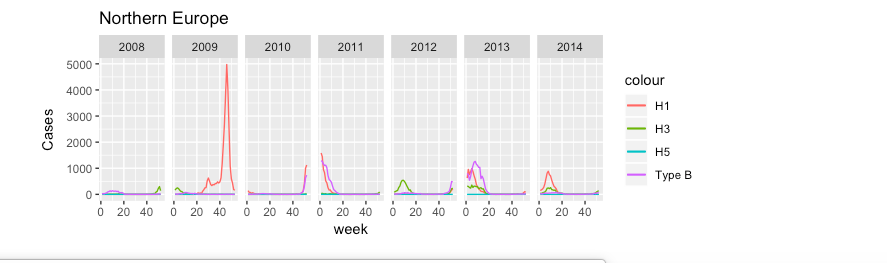 Northern Europe
2008 2009 2010 2011 2012 2013 2014
5000
4000
3000
2000
1000
0
Cases
0 20 40 0 20 40 0 20 40 0 20 40 0 20 40 0 20 40 0 20 40
week
colour
H1
H3
H5
Type B